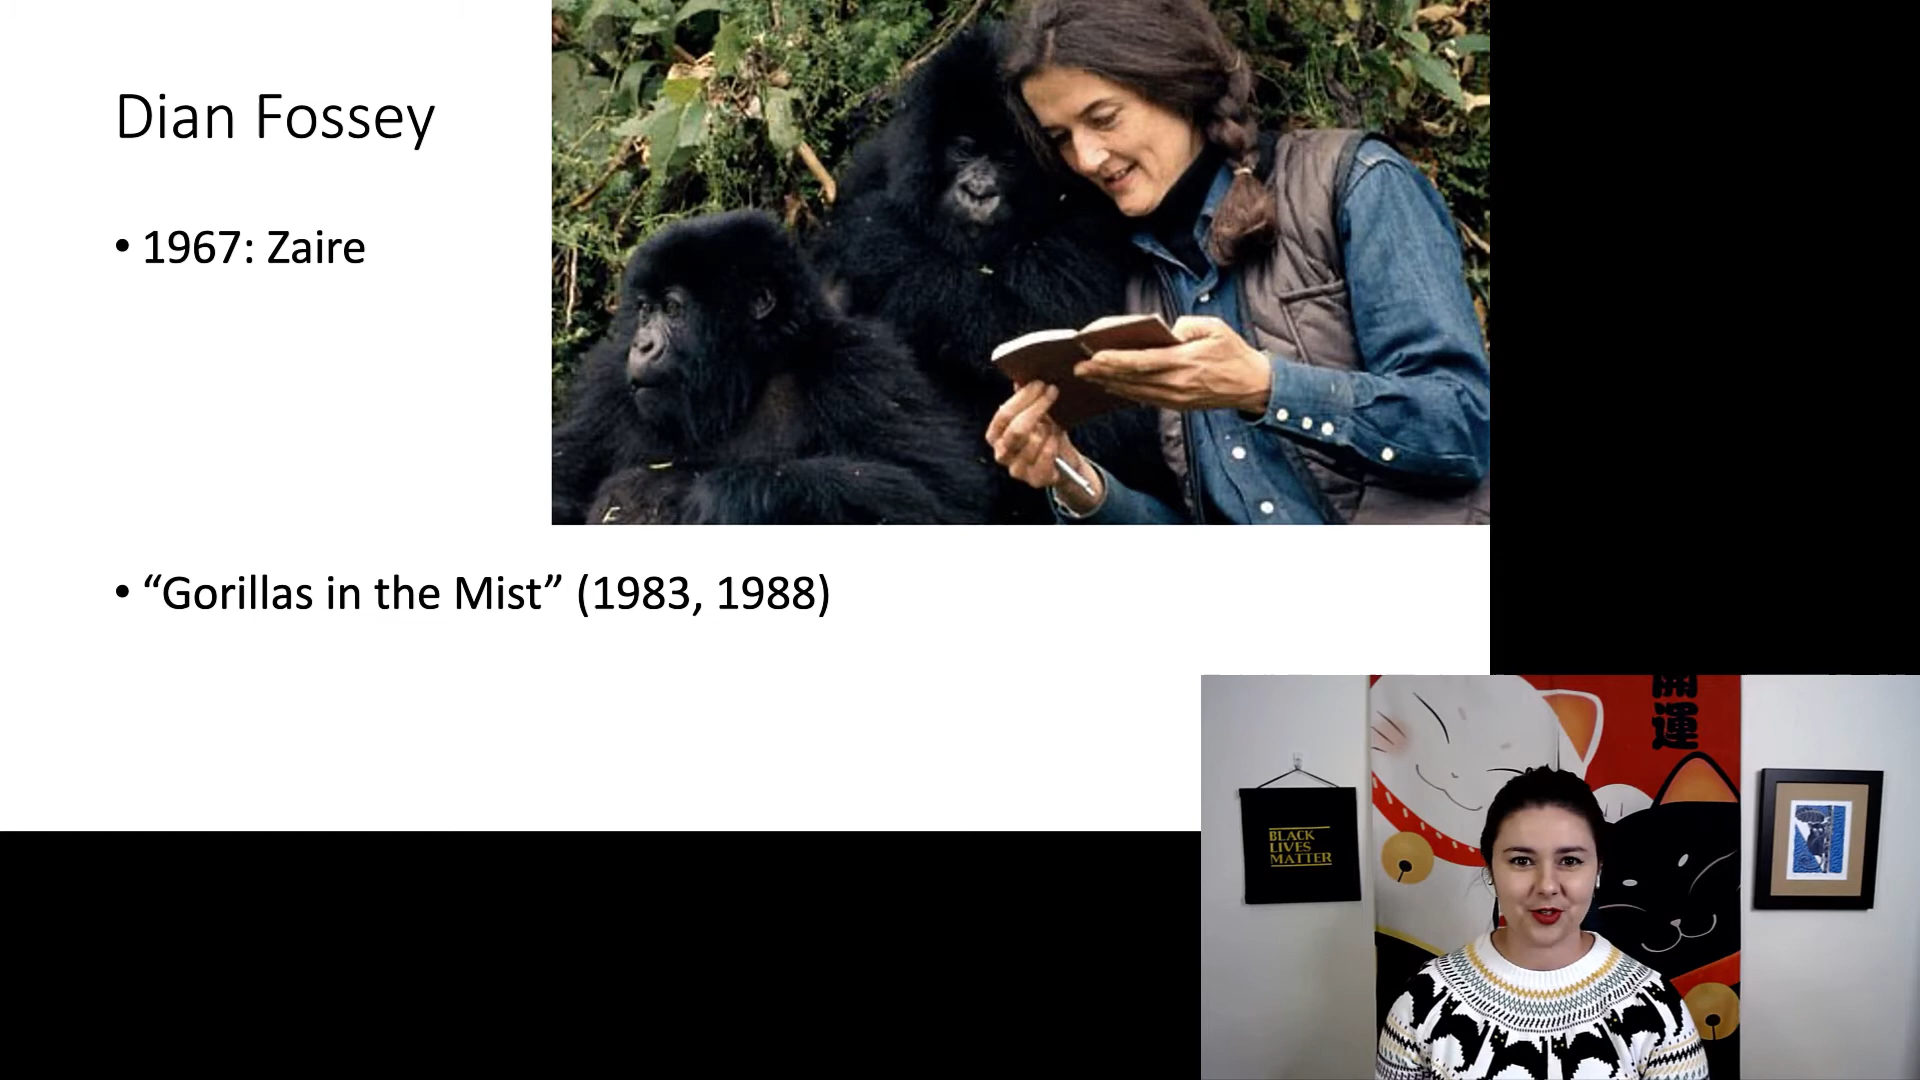 Dian Fossey
• 1967: Zaire
• “Gorillas in the Mist” (1983, 1988)
開
運
BLACK
LIVES
MATTER